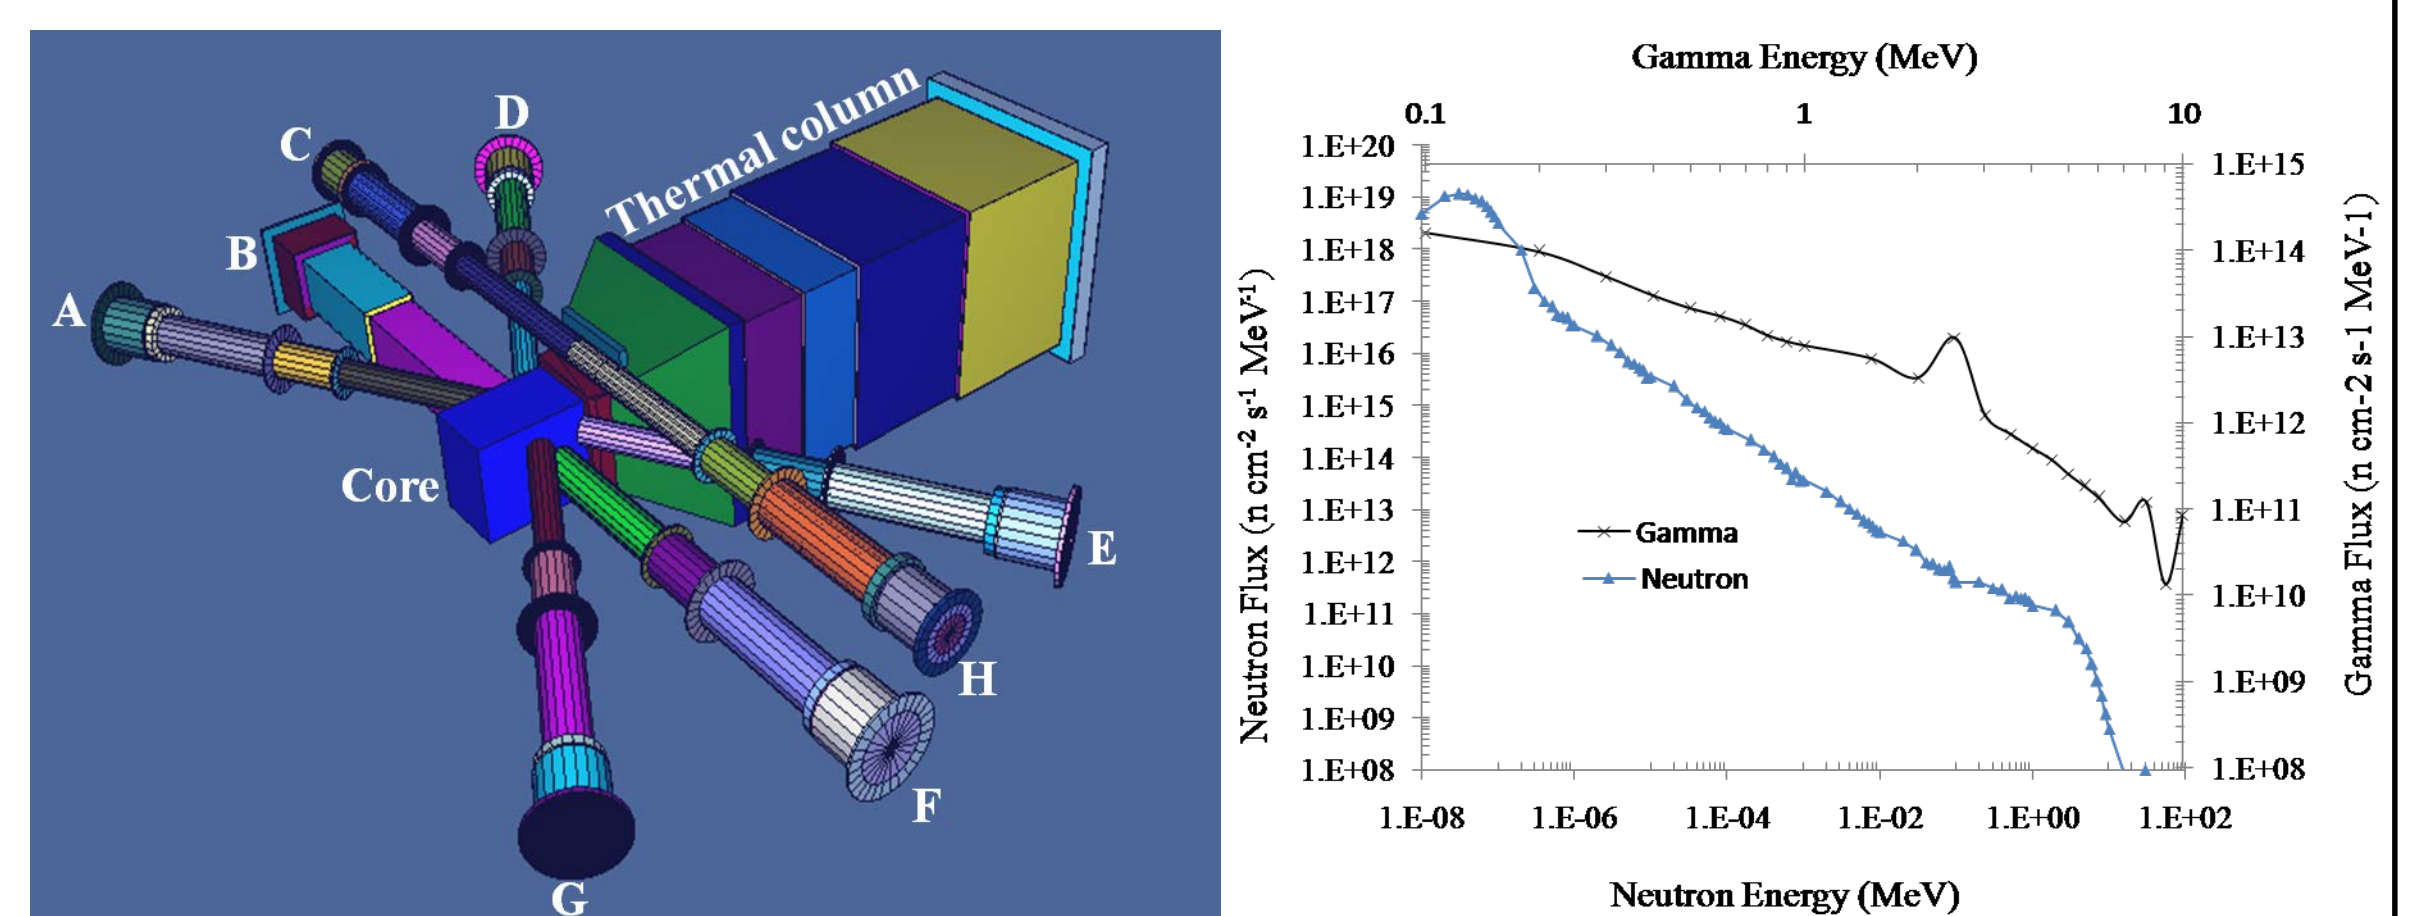 A
B
C
D
Thermal column
Core
E
H
F
G
Gamma Energy (MeV)
0.1 1 10
Neutron Flux (n cm-2 s-1 MeV-1)
1.E+20
1.E+19
1.E+18
1.E+17
1.E+16
1.E+15
1.E+14
1.E+13
1.E+12
1.E+11
1.E+10
1.E+09
1.E+08
Gamma
Neutron
1.E+15
1.E+14
1.E+13
1.E+12
1.E+11
1.E+10
1.E+09
1.E+08
Gamma Flux (n cm-2 s-1 MeV-1)
1.E-08 1.E-06 1.E-04 1.E-02 1.E+00 1.E+02
Neutron Energy (MeV)